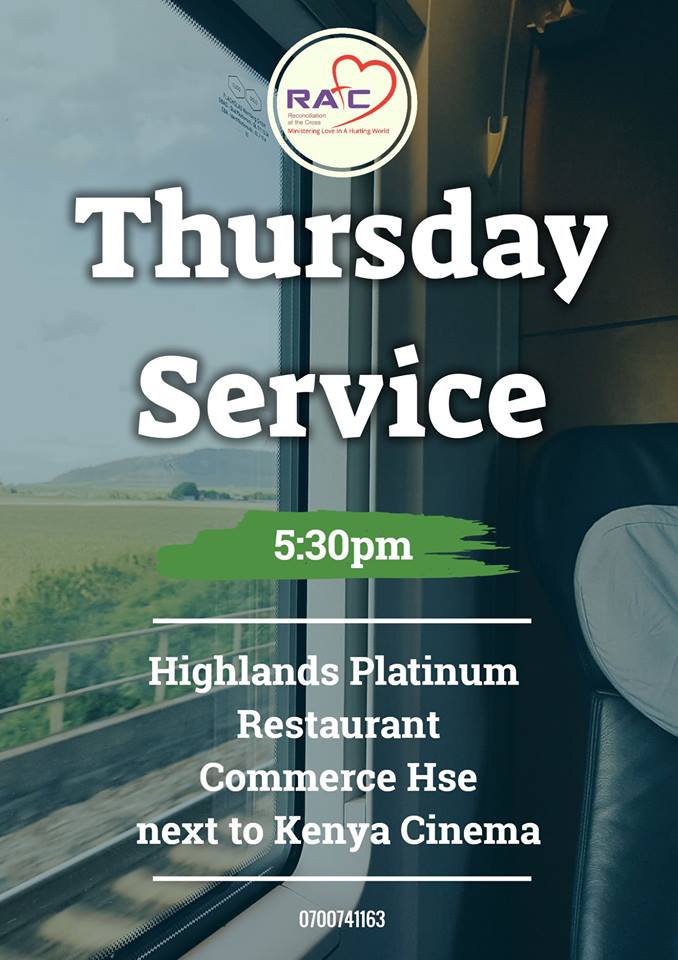 RAtC
Reconciliation
at the Cross
Ministering Love In A Hurting World
Thursday
Service
5:30pm
Highlands Platinum
Restaurant
Commerce Hse
next to Kenya Cinema
0700741163